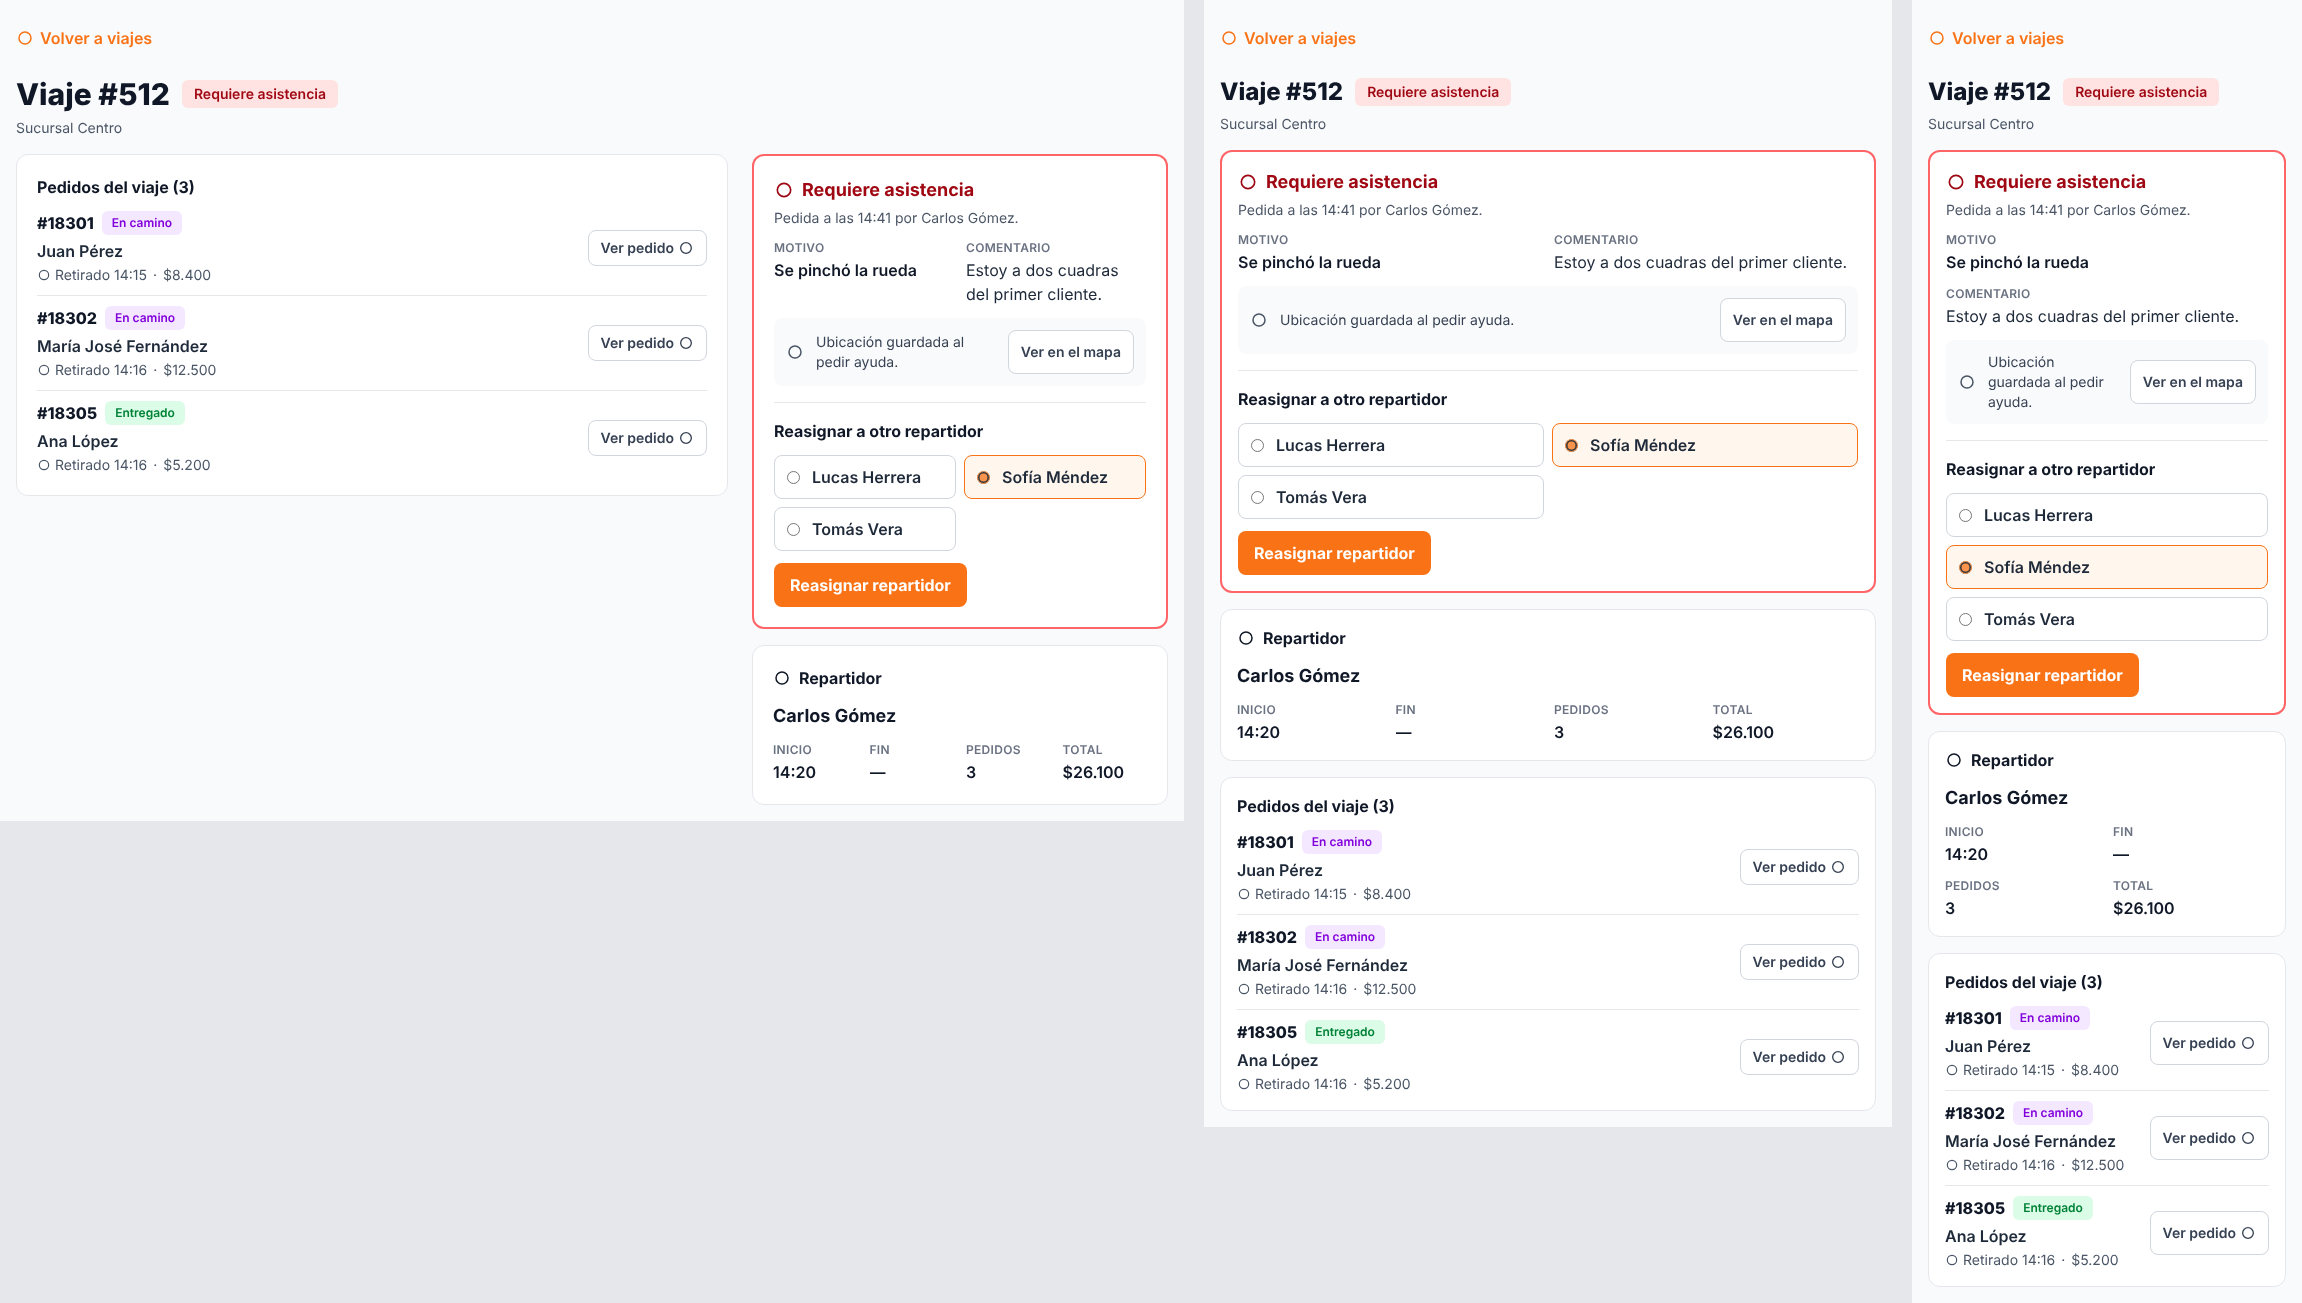 Volver a viajes
Viaje #512
Requiere asistencia
Sucursal Centro
Pedidos del viaje (3)
#18301 En camino
Juan Pérez
Retirado 14:15 · $8.400
Ver pedido
#18302 En camino
María José Fernández
Retirado 14:16 · $12.500
Ver pedido
#18305 Entregado
Ana López
Retirado 14:16 · $5.200
Ver pedido
Requiere asistencia
Pedida a las 14:41 por Carlos Gómez.
MOTIVO
Se pinchó la rueda
COMENTARIO
Estoy a dos cuadras
del primer cliente.
Ubicación guardada al
pedir ayuda.
Ver en el mapa
Reasignar a otro repartidor
Lucas Herrera
Sofía Méndez
Tomás Vera
Reasignar repartidor
Repartidor
Carlos Gómez
INICIO
14:20
FIN
—
PEDIDOS
3
TOTAL
$26.100
Volver a viajes
Viaje #512
Requiere asistencia
Sucursal Centro
Requiere asistencia
Pedida a las 14:41 por Carlos Gómez.
MOTIVO
Se pinchó la rueda
COMENTARIO
Estoy a dos cuadras del primer cliente.
Ubicación guardada al pedir ayuda.
Ver en el mapa
Reasignar a otro repartidor
Lucas Herrera
Sofía Méndez
Tomás Vera
Reasignar repartidor
Repartidor
Carlos Gómez
INICIO
14:20
FIN
—
PEDIDOS
3
TOTAL
$26.100
Pedidos del viaje (3)
#18301 En camino
Juan Pérez
Retirado 14:15 · $8.400
Ver pedido
#18302 En camino
María José Fernández
Retirado 14:16 · $12.500
Ver pedido
#18305 Entregado
Ana López
Retirado 14:16 · $5.200
Ver pedido
Volver a viajes
Viaje #512
Requiere asistencia
Sucursal Centro
Requiere asistencia
Pedida a las 14:41 por Carlos Gómez.
MOTIVO
Se pinchó la rueda
COMENTARIO
Estoy a dos cuadras del primer cliente.
Ubicación
guardada al pedir
ayuda.
Ver en el mapa
Reasignar a otro repartidor
Lucas Herrera
Sofía Méndez
Tomás Vera
Reasignar repartidor
Repartidor
Carlos Gómez
INICIO
14:20
FIN
—
PEDIDOS
3
TOTAL
$26.100
Pedidos del viaje (3)
#18301 En camino
Juan Pérez
Retirado 14:15 · $8.400
Ver pedido
#18302 En camino
María José Fernández
Retirado 14:16 · $12.500
Ver pedido
#18305 Entregado
Ana López
Retirado 14:16 · $5.200
Ver pedido